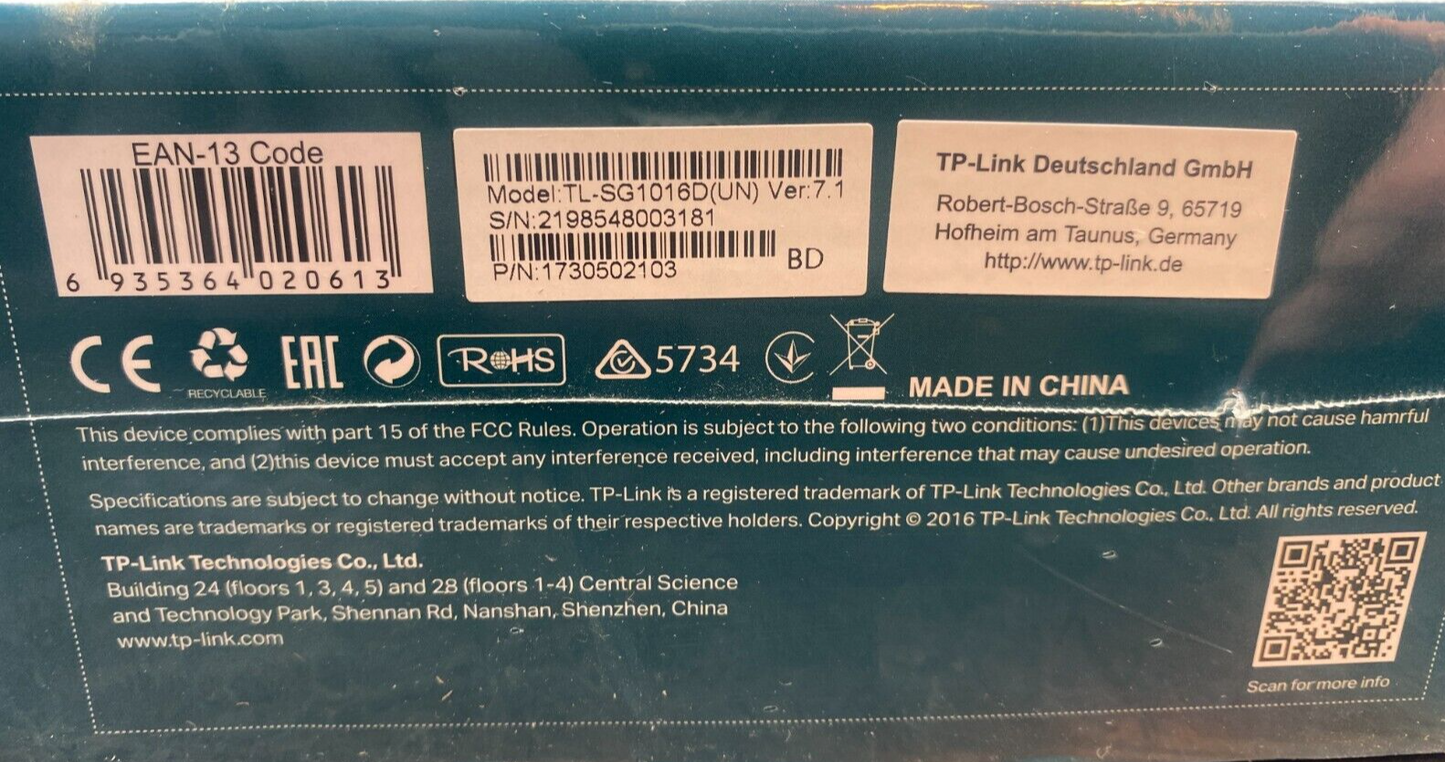 EAN-13 Code
6 935364 020613
Model:TL-SG1016D(UN) Ver:7.1
S/N:2198548003181
P/N:1730502103
BD
TP-Link Deutschland GmbH
Robert-Bosch-Straße 9, 65719
Hofheim am Taunus, Germany
http://www.tp-link.de
CE
RECYCLABLE
EAC
RoHS
5734
MADE IN CHINA
This device complies with part 15 of the FCC Rules. Operation is subject to the following two conditions: (1)This devices may not cause hamrful
interference, and (2)this device must accept any interference received, including interference that may cause undesired operation.
Specifications are subject to change without notice. TP-Link is a registered trademark of TP-Link Technologies Co., Ltd. Other brands and product
names are trademarks or registered trademarks of their respective holders. Copyright © 2016 TP-Link Technologies Co., Ltd. All rights reserved.
TP-Link Technologies Co., Ltd.
Building 24 (floors 1, 3, 4, 5) and 28 (floors 1-4) Central Science
and Technology Park, Shennan Rd, Nanshan, Shenzhen, China
www.tp-link.com
Scan for more info